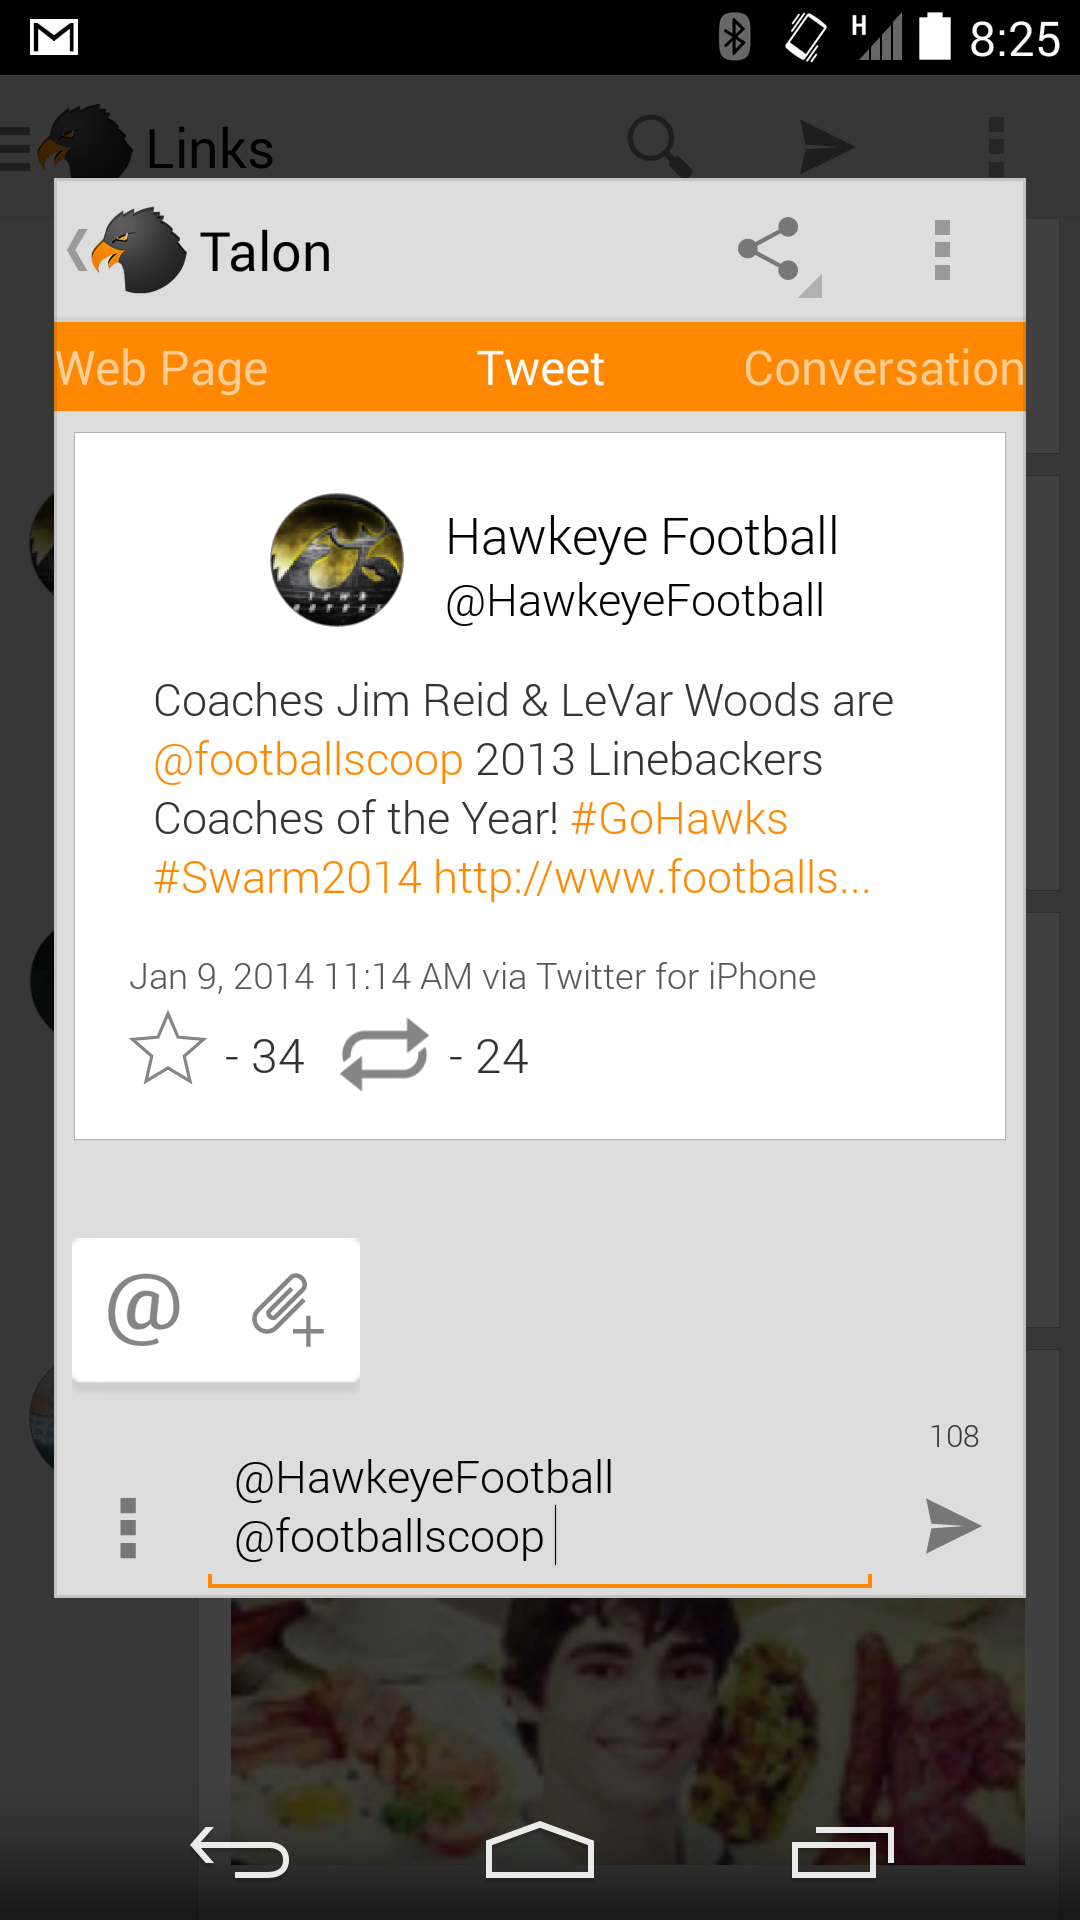 8:25
Links
Talon
Web Page Tweet Conversation
Hawkeye Football
@HawkeyeFootball
Coaches Jim Reid & LeVar Woods are
@footballscoop 2013 Linebackers
Coaches of the Year! #GoHawks
#Swarm2014 http://www.footballs...
Jan 9, 2014 11:14 AM via Twitter for iPhone
- 34 - 24
108
@HawkeyeFootball
@footballscoop